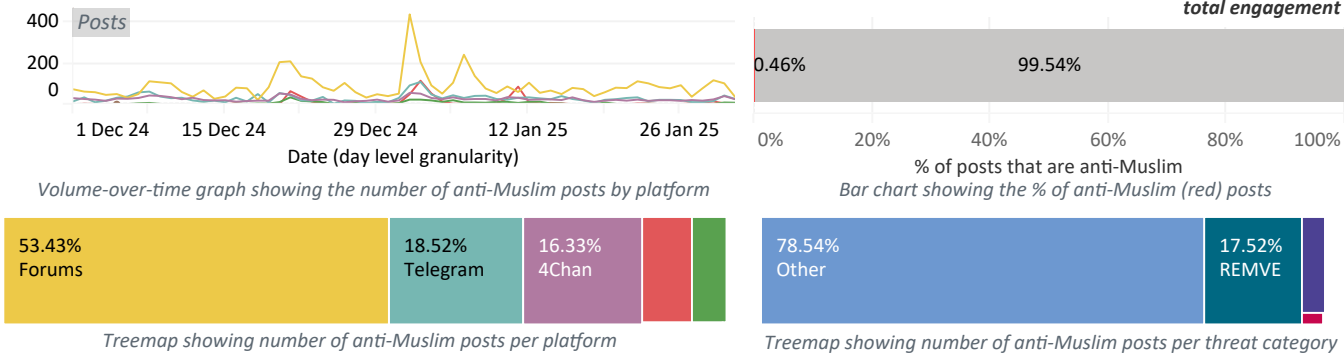 total engagement
400
Posts
200
0
1 Dec 24
15 Dec 24
29 Dec 24
12 Jan 25
26 Jan 25
Date (day level granularity)
Volume-over-time graph showing the number of anti-Muslim posts by platform
0.46%
99.54%
0%
20%
40%
60%
80%
100%
% of posts that are anti-Muslim
Bar chart showing the % of anti-Muslim (red) posts
53.43%
Forums
18.52%
Telegram
16.33%
4Chan
Treemap showing number of anti-Muslim posts per platform
78.54%
Other
17.52%
REMVE
Treemap showing number of anti-Muslim posts per threat category